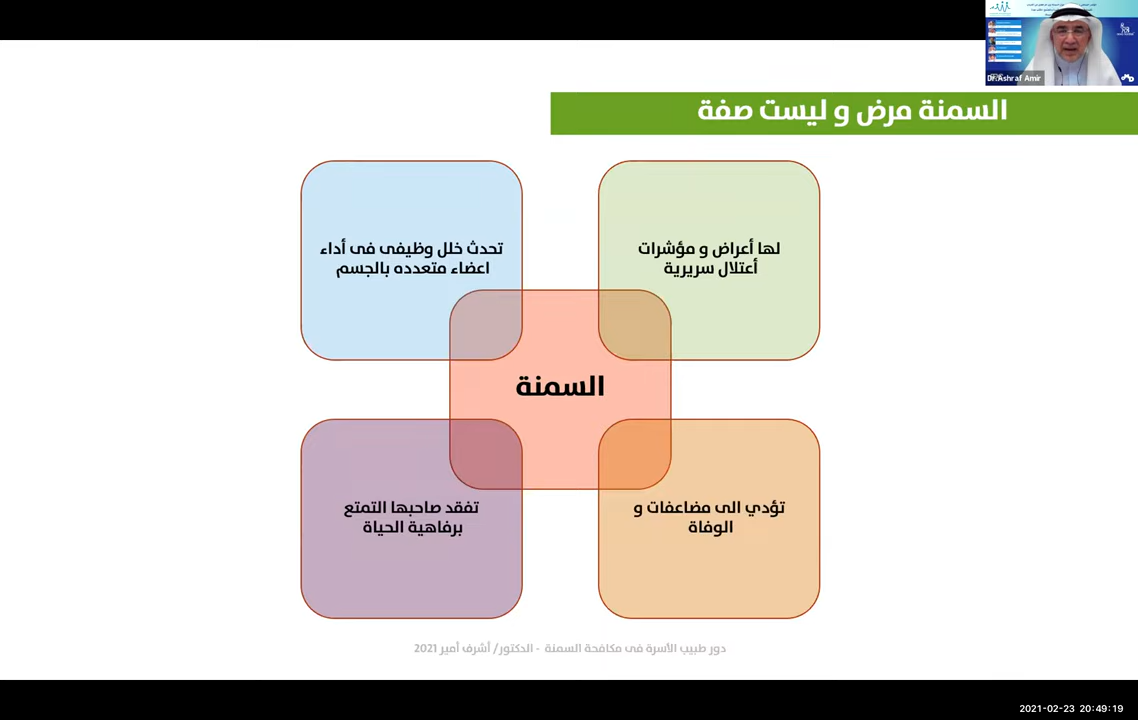 Dr.Ashraf Amir
السمنة مرض و ليست صفة
لها أعراض و مؤشرات
أعتلال سريرية
تحدث خلل وظيفى فى أداء
اعضاء متعدده بالجسم
السمنة
تؤدي الى مضاعفات و
الوفاة
تفقد صاحبها التمتع
برفاهية الحياة
دور طبيب الأسرة فى مكافحة السمنة - الدكتور/ أشرف أمير 2021
2021-02-23 20:49:19